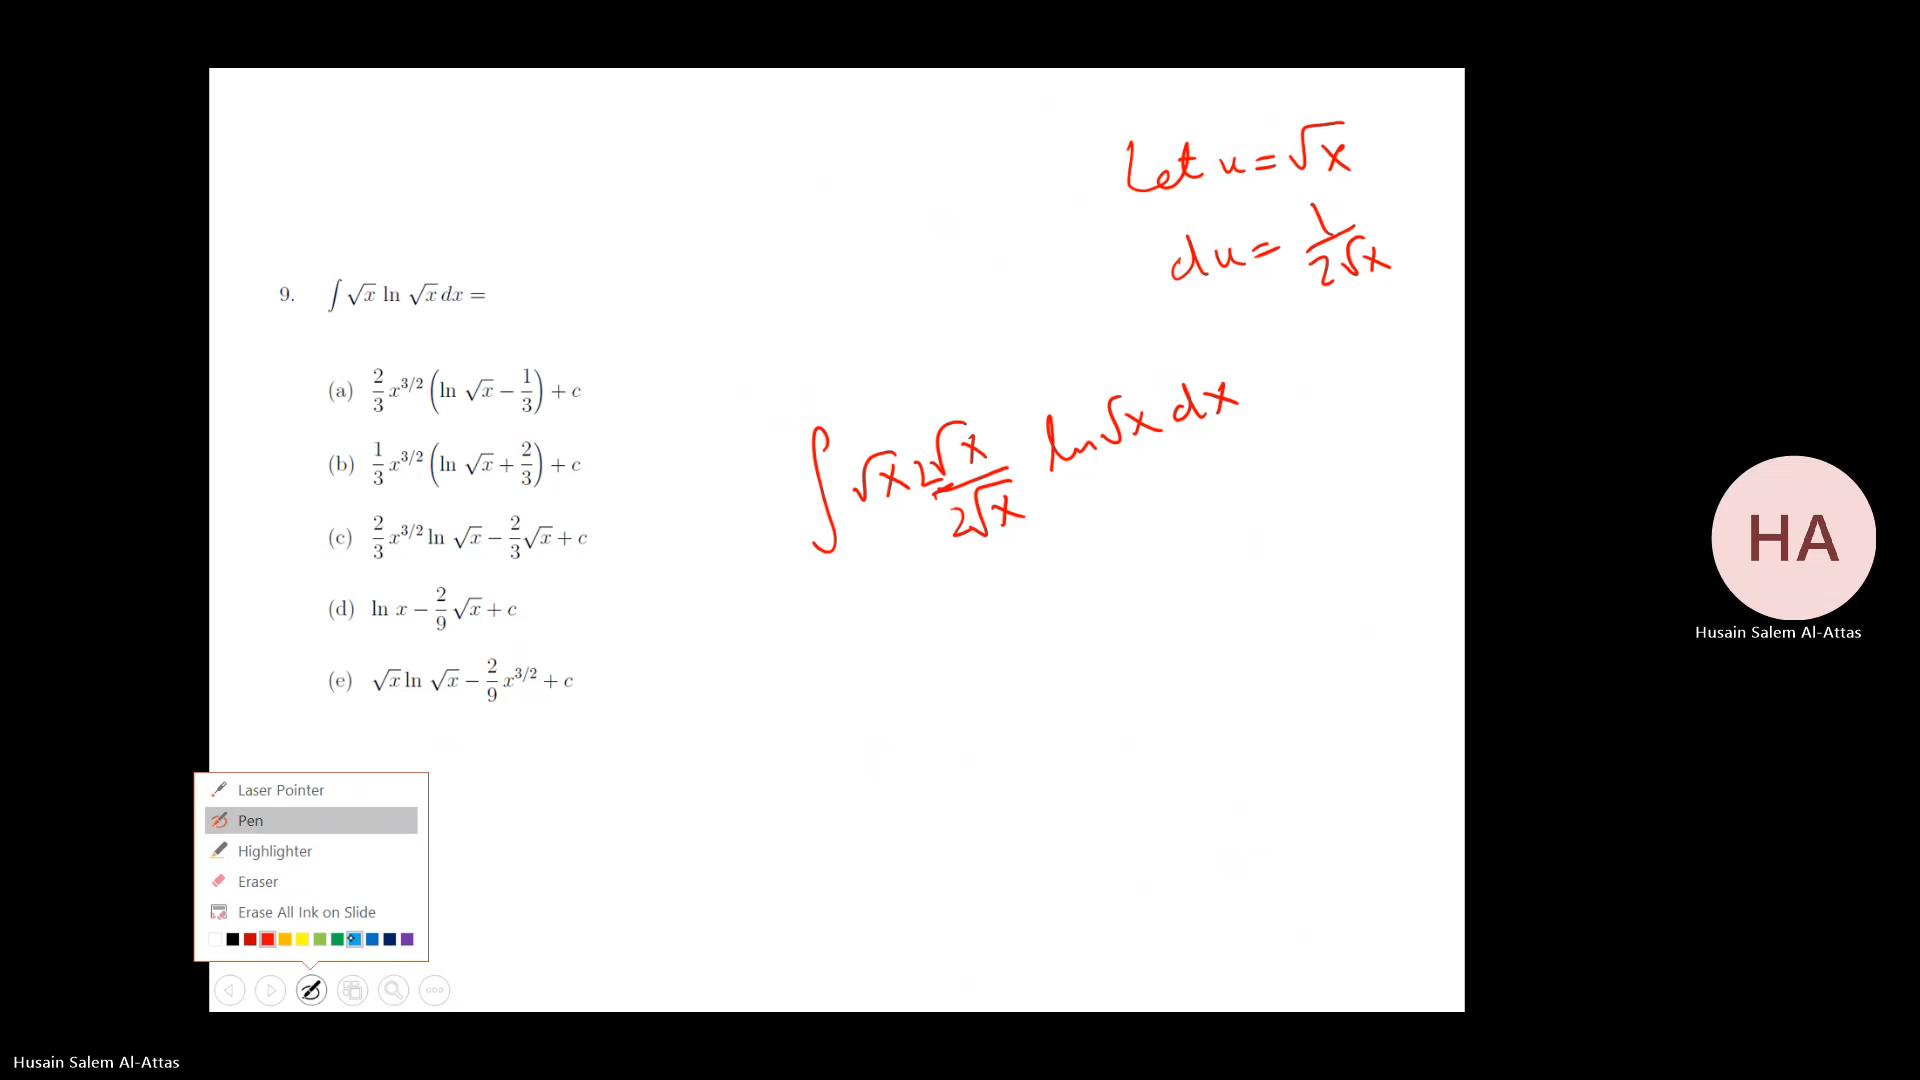 Let u = √x
du = 1/2√x
9. ∫ √x ln √x dx =
(a) 2/3 x^3/2 (ln √x − 1/3) + c
∫ √x 2√x/2√x ln √x dx
(b) 1/3 x^3/2 (ln √x + 2/3) + c
(c) 2/3 x^3/2 ln √x − 2/3 √x + c
(d) ln x − 2/9 √x + c
(e) √x ln √x − 2/9 x^3/2 + c
HA
Husain Salem Al-Attas
Laser Pointer
Pen
Highlighter
Eraser
Erase All Ink on Slide
Husain Salem Al-Attas